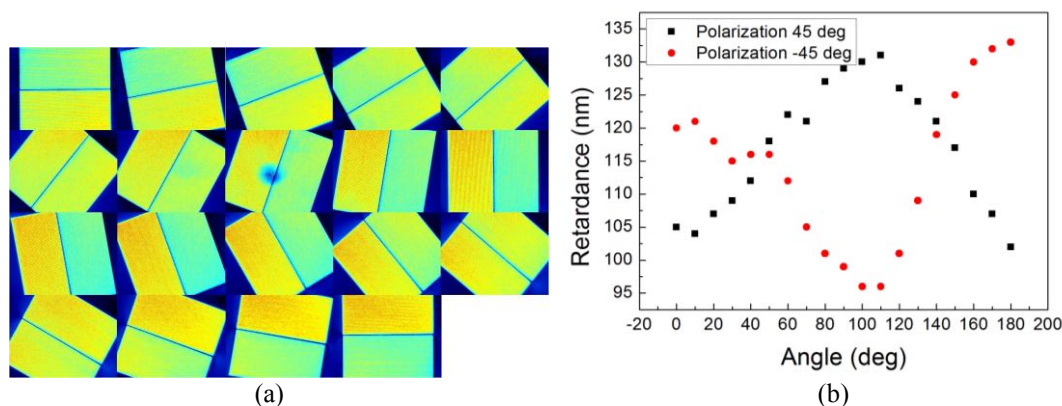 Polarization 45 deg
Polarization -45 deg
135
130
125
120
115
110
105
100
95
Retardance (nm)
-20 0 20 40 60 80 100 120 140 160 180 200
Angle (deg)
(a) (b)